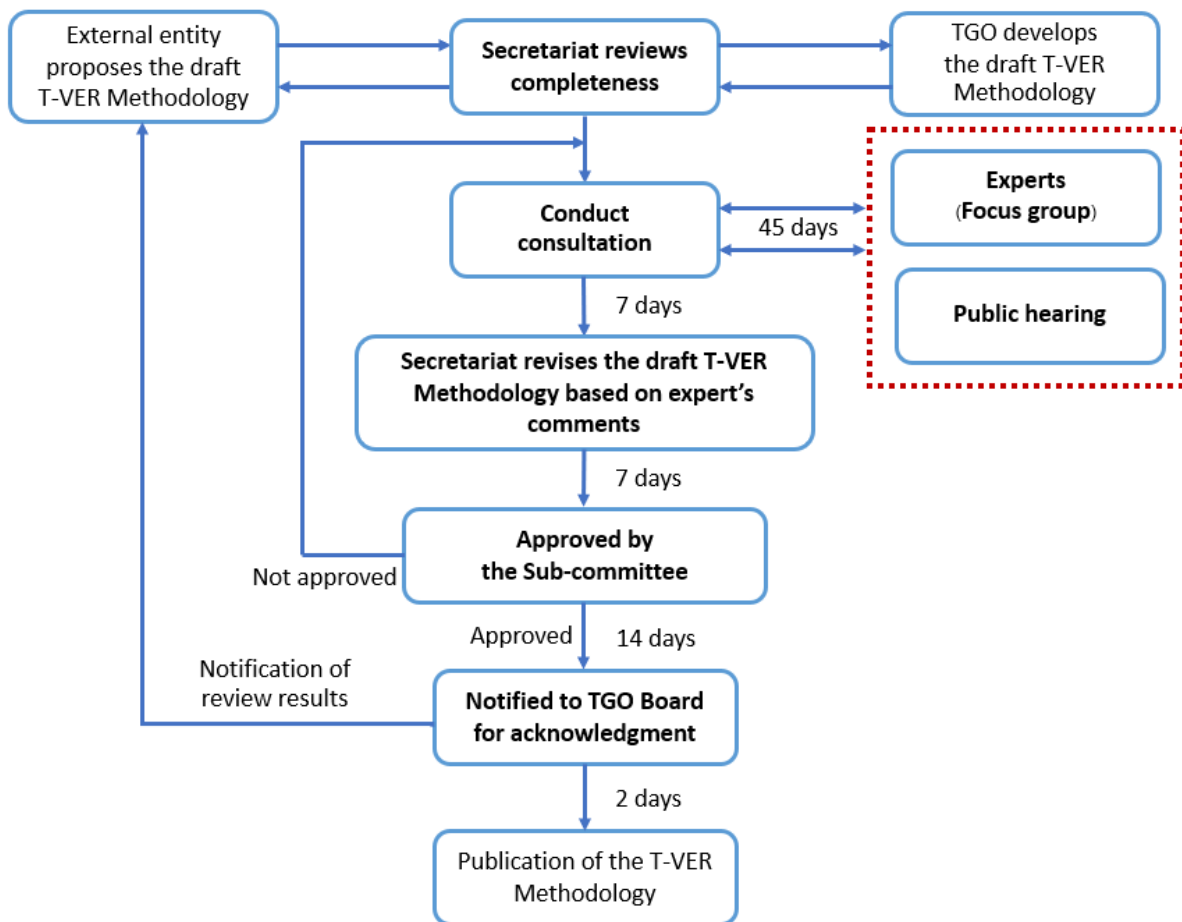 External entity
proposes the draft
T-VER Methodology
Secretariat reviews
completeness
TGO develops
the draft T-VER
Methodology
Conduct
consultation
45 days
Experts
(Focus group)
Public hearing
7 days
Secretariat revises the draft T-VER
Methodology based on expert’s
comments
7 days
Approved by
the Sub-committee
Not approved
Approved
14 days
Notification of
review results
Notified to TGO Board
for acknowledgment
2 days
Publication of the T-VER
Methodology